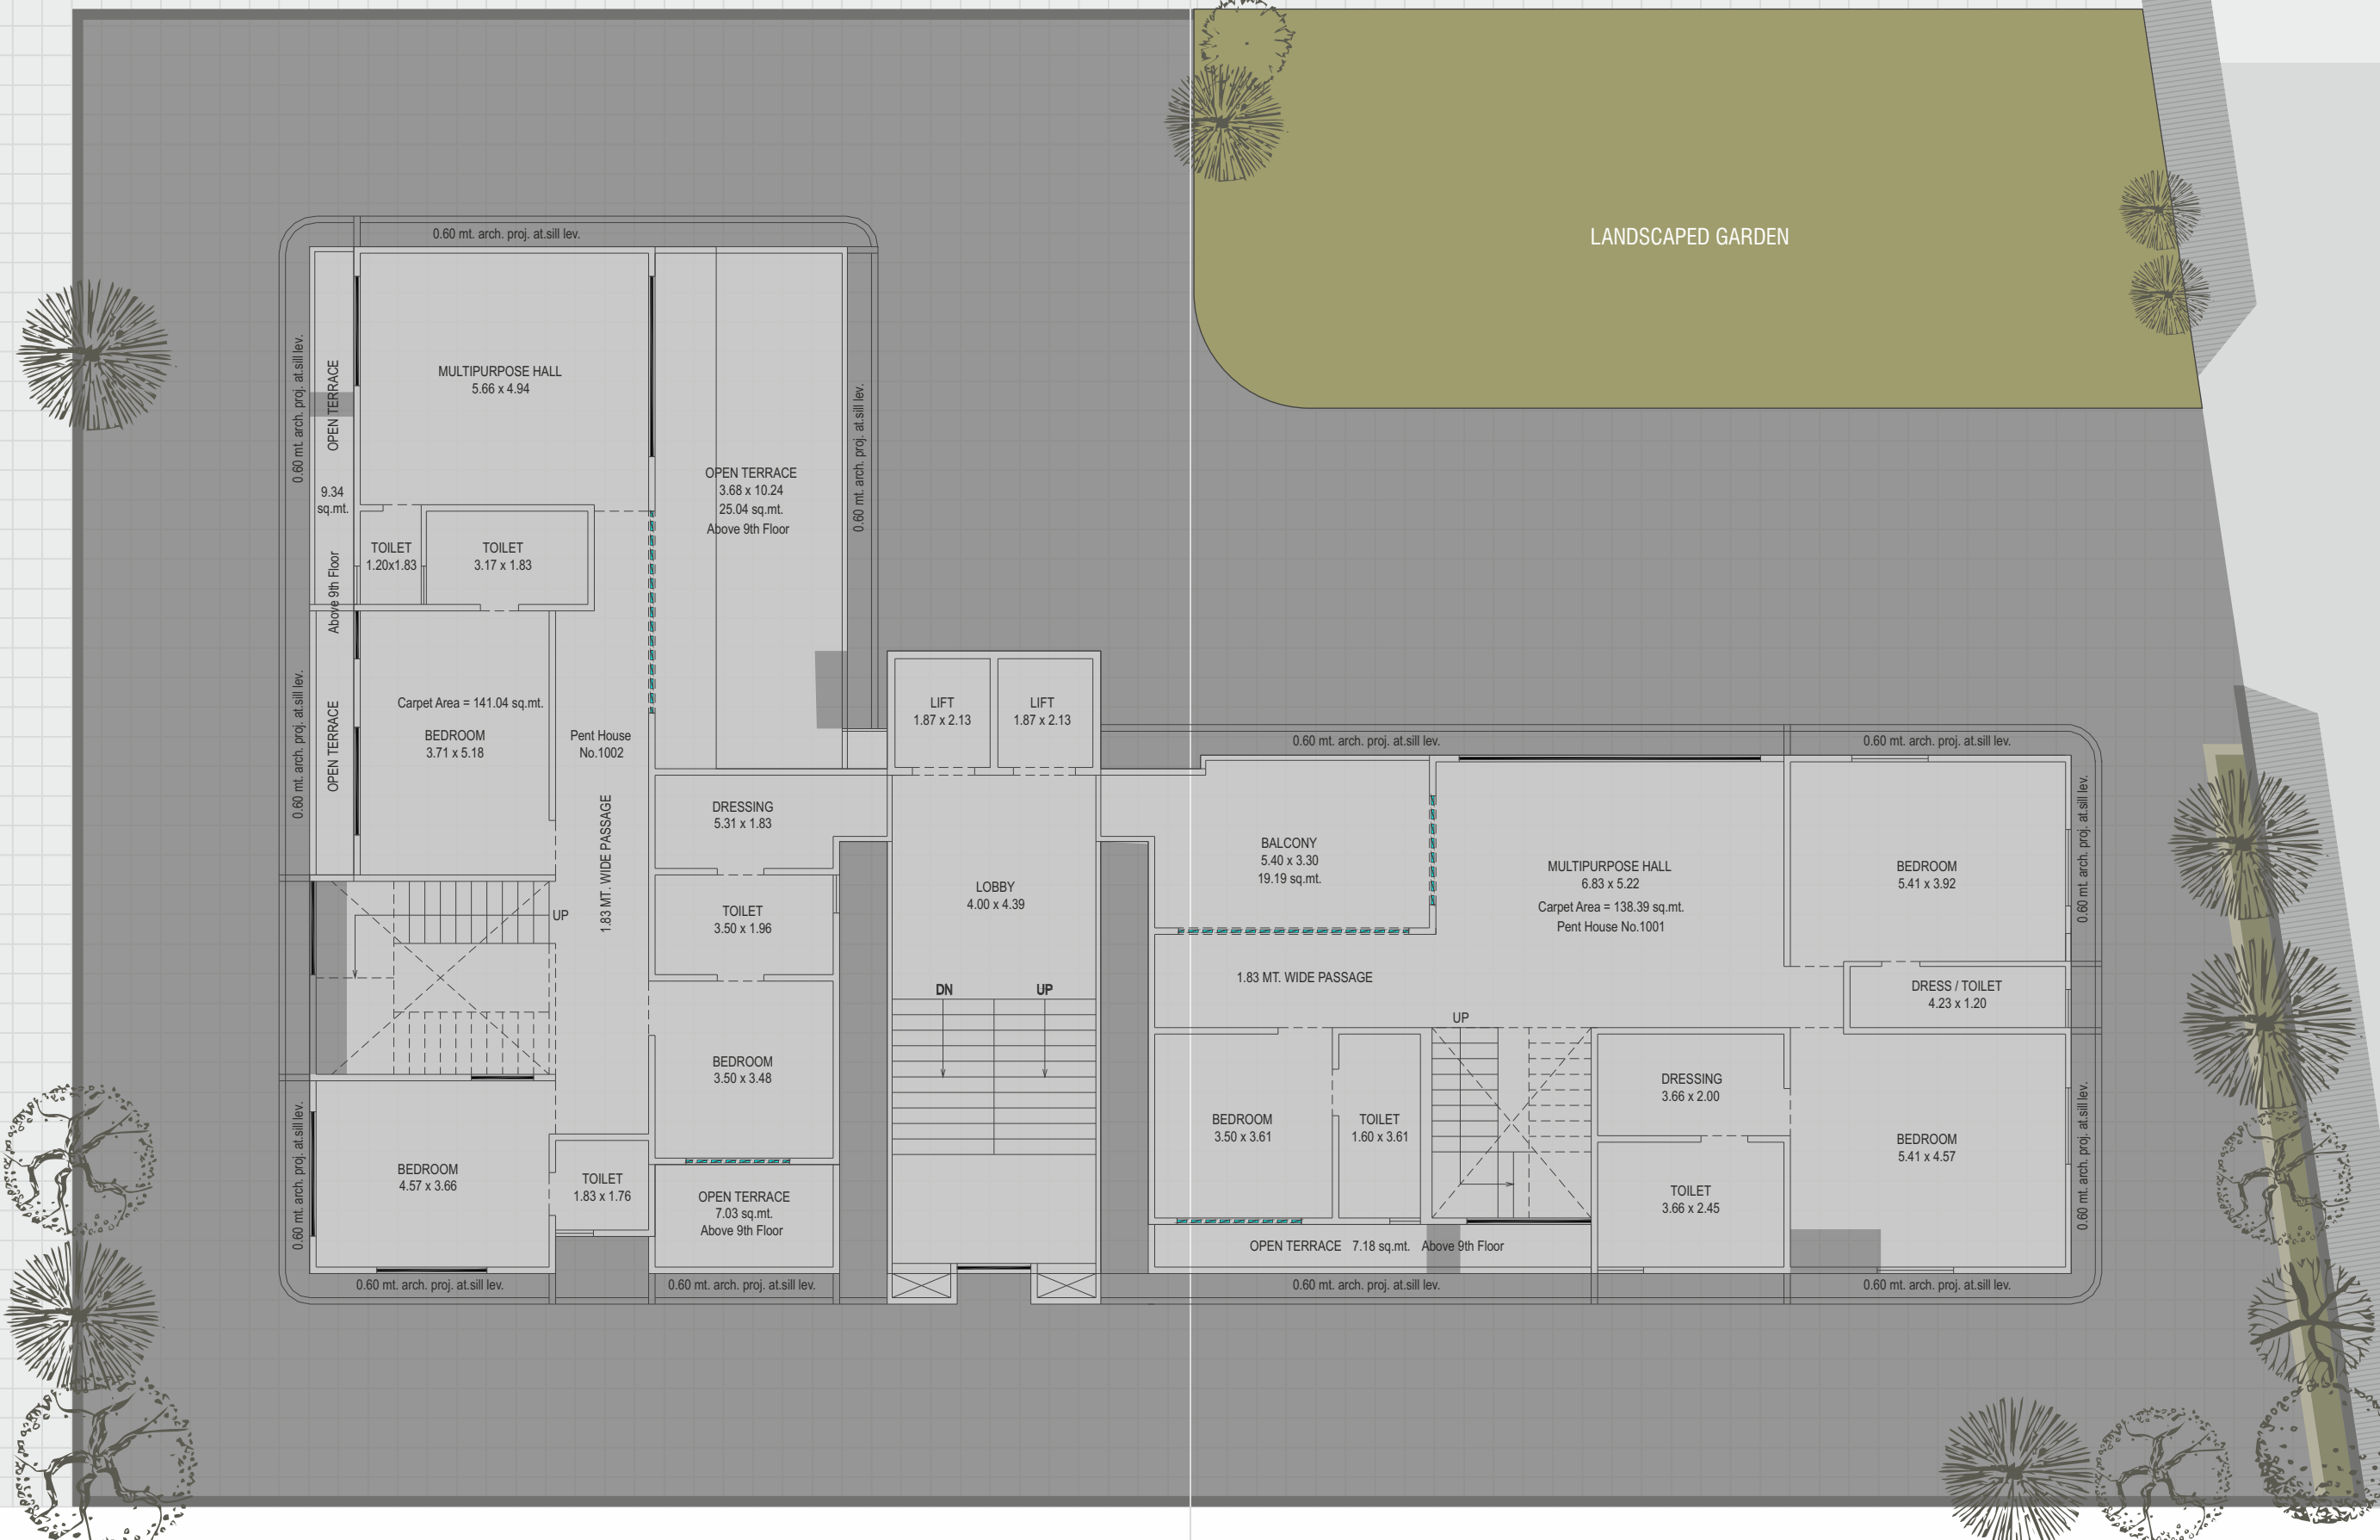 LANDSCAPED GARDEN
0.60 mt. arch. proj. at.sill lev.
0.60 mt. arch. proj. at.sill lev.
OPEN TERRACE
9.34
sq.mt.
Above 9th Floor
MULTIPURPOSE HALL
5.66 x 4.94
OPEN TERRACE
3.68 x 10.24
25.04 sq.mt.
Above 9th Floor
0.60 mt. arch. proj. at.sill lev.
TOILET
1.20x1.83
TOILET
3.17 x 1.83
0.60 mt. arch. proj. at.sill lev.
OPEN TERRACE
Carpet Area = 141.04 sq.mt.
BEDROOM
3.71 x 5.18
Pent House
No.1002
1.83 MT. WIDE PASSAGE
DRESSING
5.31 x 1.83
UP
TOILET
3.50 x 1.96
BEDROOM
3.50 x 3.48
0.60 mt. arch. proj. at.sill lev.
BEDROOM
4.57 x 3.66
TOILET
1.83 x 1.76
OPEN TERRACE
7.03 sq.mt.
Above 9th Floor
0.60 mt. arch. proj. at.sill lev.
0.60 mt. arch. proj. at.sill lev.
LIFT
1.87 x 2.13
LIFT
1.87 x 2.13
LOBBY
4.00 x 4.39
DN
UP
0.60 mt. arch. proj. at.sill lev.
0.60 mt. arch. proj. at.sill lev.
BALCONY
5.40 x 3.30
19.19 sq.mt.
MULTIPURPOSE HALL
6.83 x 5.22
Carpet Area = 138.39 sq.mt.
Pent House No.1001
BEDROOM
5.41 x 3.92
0.60 mt. arch. proj. at.sill lev.
1.83 MT. WIDE PASSAGE
DRESS / TOILET
4.23 x 1.20
UP
BEDROOM
3.50 x 3.61
TOILET
1.60 x 3.61
DRESSING
3.66 x 2.00
TOILET
3.66 x 2.45
BEDROOM
5.41 x 4.57
0.60 mt. arch. proj. at.sill lev.
OPEN TERRACE 7.18 sq.mt. Above 9th Floor
0.60 mt. arch. proj. at.sill lev.
0.60 mt. arch. proj. at.sill lev.